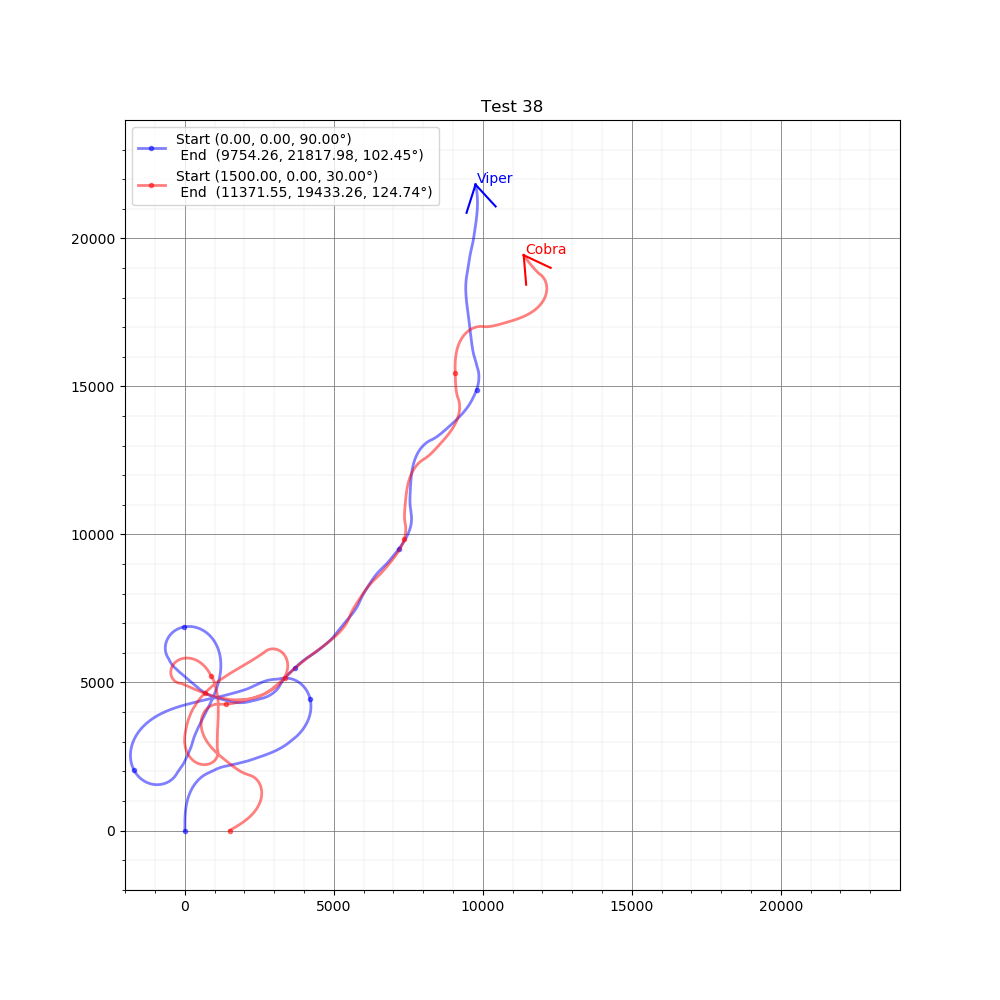 Test 38
Start (0.00, 0.00, 90.00°)
End (9754.26, 21817.98, 102.45°)
Start (1500.00, 0.00, 30.00°)
End (11371.55, 19433.26, 124.74°)
Viper
Cobra
20000
15000
10000
5000
0
0 5000 10000 15000 20000